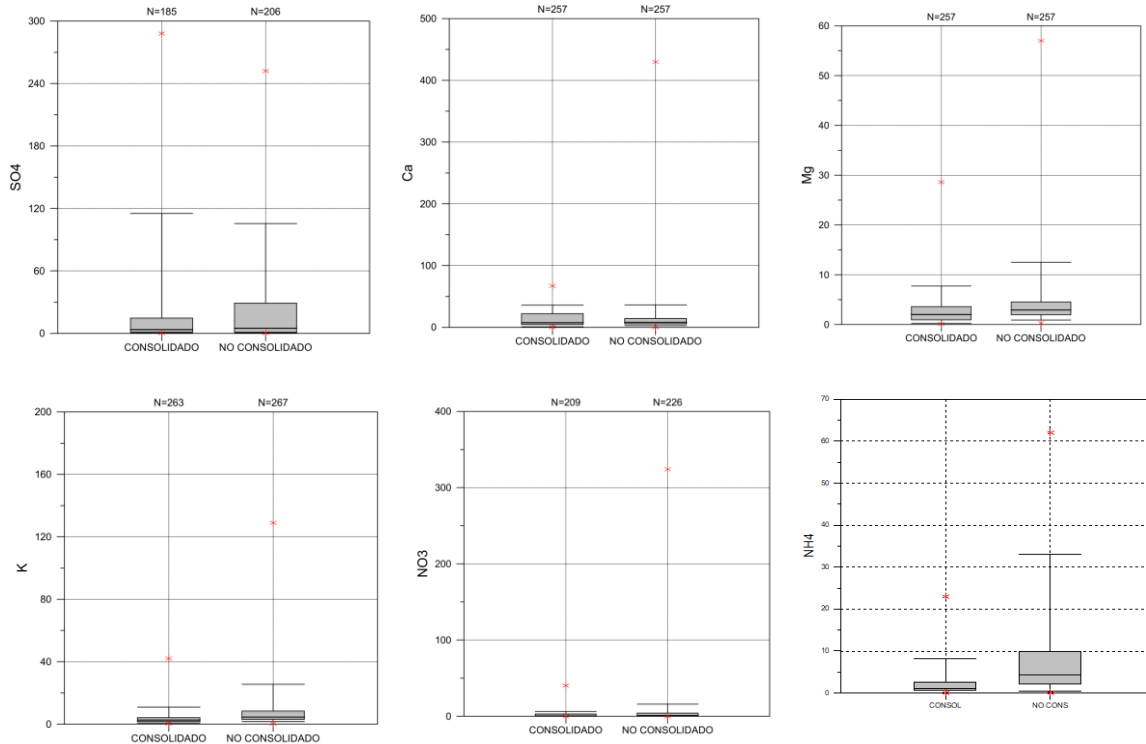 N=185 N=206
300
240
180
120
60
0
SO4
CONSOLIDADO NO CONSOLIDADO
N=257 N=257
500
400
300
200
100
0
Ca
CONSOLIDADO NO CONSOLIDADO
N=257 N=257
60
50
40
30
20
10
0
Mg
CONSOLIDADO NO CONSOLIDADO
N=263 N=267
200
160
120
80
40
0
K
CONSOLIDADO NO CONSOLIDADO
N=209 N=226
400
300
200
100
0
NO3
CONSOLIDADO NO CONSOLIDADO
70
60
50
40
30
20
10
0
NH4
CONSOL NO CONS